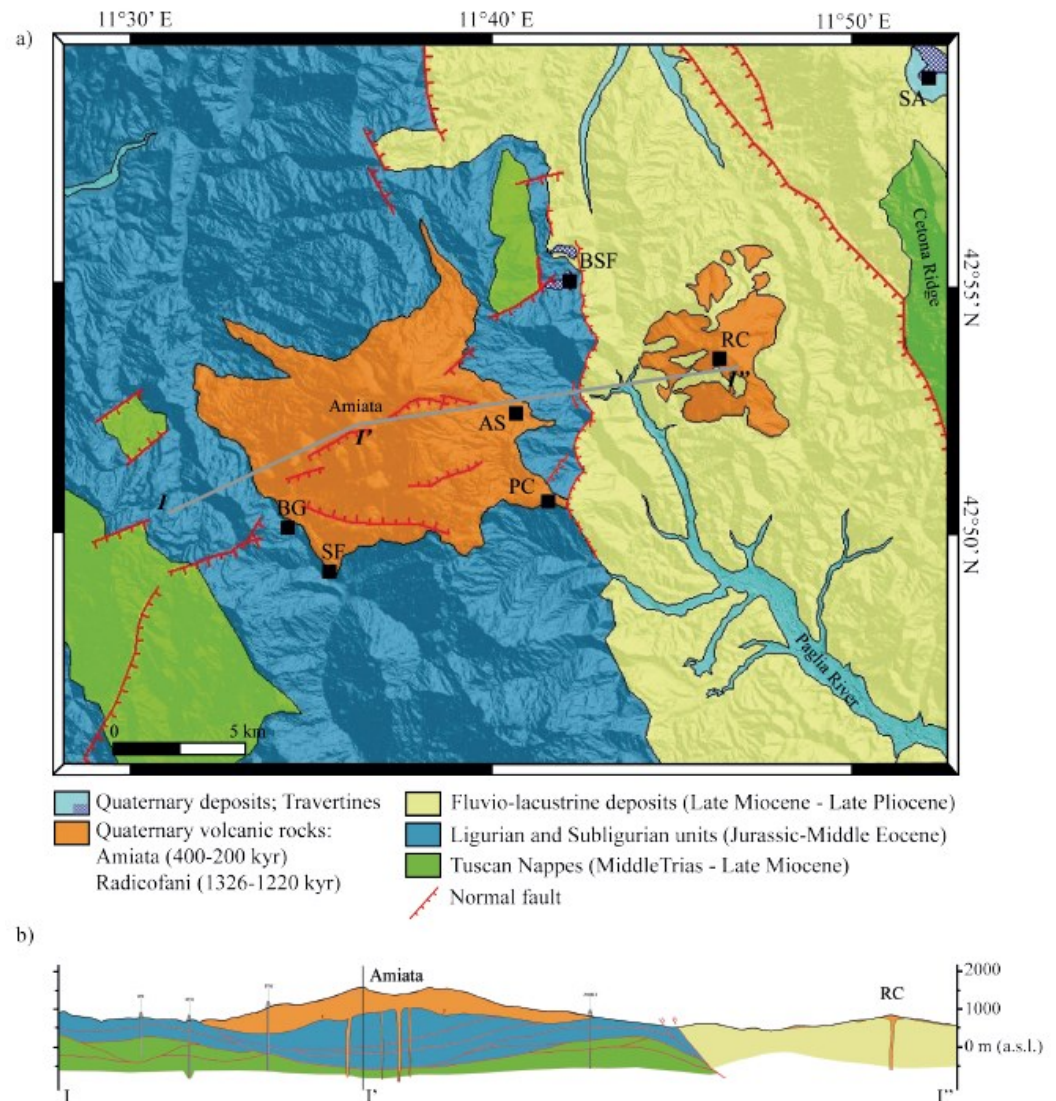 11°30' E
11°40' E
11°50' E
a)
SA
Cetona Ridge
42°55' N
BSF
RC
I''
Amiata
I'
AS
I
PC
BG
SF
42°50' N
Paglia River
0
5 km
Quaternary deposits; Travertines
Quaternary volcanic rocks:
Amiata (400-200 kyr)
Radicofani (1326-1220 kyr)
Fluvio-lacustrine deposits (Late Miocene - Late Pliocene)
Ligurian and Subligurian units (Jurassic-Middle Eocene)
Tuscan Nappes (MiddleTrias - Late Miocene)
Normal fault
b)
Amiata
RC
2000
1000
0 m (a.s.l.)
I
I'
I''